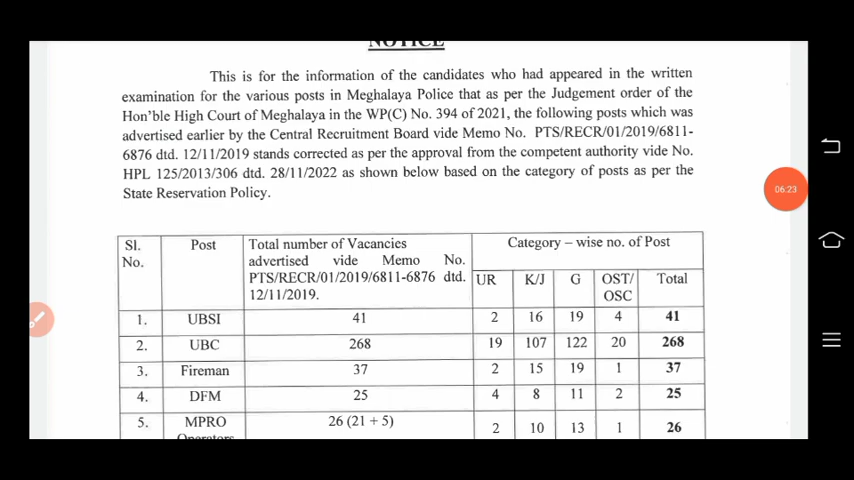 NOTICE
This is for the information of the candidates who had appeared in the written
examination for the various posts in Meghalaya Police that as per the Judgement order of the
Hon'ble High Court of Meghalaya in the WP(C) No. 394 of 2021, the following posts which was
advertised earlier by the Central Recruitment Board vide Memo No. PTS/RECR/01/2019/6811-
6876 dtd. 12/11/2019 stands corrected as per the approval from the competent authority vide No.
HPL 125/2013/306 dtd. 28/11/2022 as shown below based on the category of posts as per the
State Reservation Policy.
06:23
Sl. No. Post Total number of Vacancies advertised vide Memo No. PTS/RECR/01/2019/6811-6876 dtd. 12/11/2019. Category – wise no. of Post
UR K/J G OST/ OSC Total
1. UBSI 41 2 16 19 4 41
2. UBC 268 19 107 122 20 268
3. Fireman 37 2 15 19 1 37
4. DFM 25 4 8 11 2 25
5. MPRO Operators 26 (21 + 5) 2 10 13 1 26